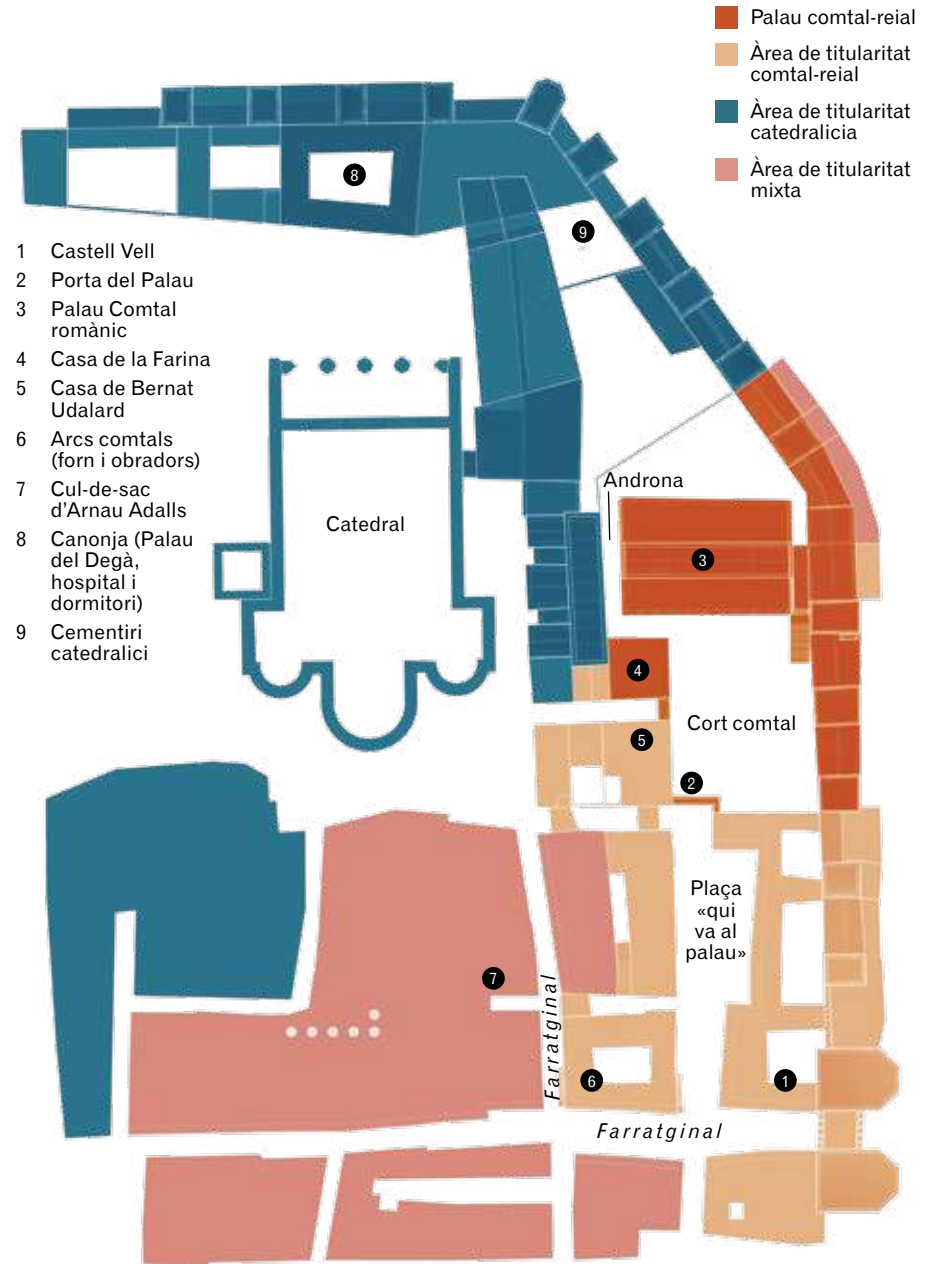 Palau comtal-reial
Àrea de titularitat
comtal-reial
Àrea de titularitat
catedralicia
Àrea de titularitat
mixta
1 Castell Vell
2 Porta del Palau
3 Palau Comtal
romànic
4 Casa de la Farina
5 Casa de Bernat
Udalard
6 Arcs comtals
(forn i obradors)
7 Cul-de-sac
d'Arnau Adalls
8 Canonja (Palau
del Degà,
hospital i
dormitori)
9 Cementiri
catedralici
8
9
Androna
Catedral
3
4
Cort comtal
5
2
Plaça
«qui
va al
palau»
7
Farratginal
6
1
Farratginal